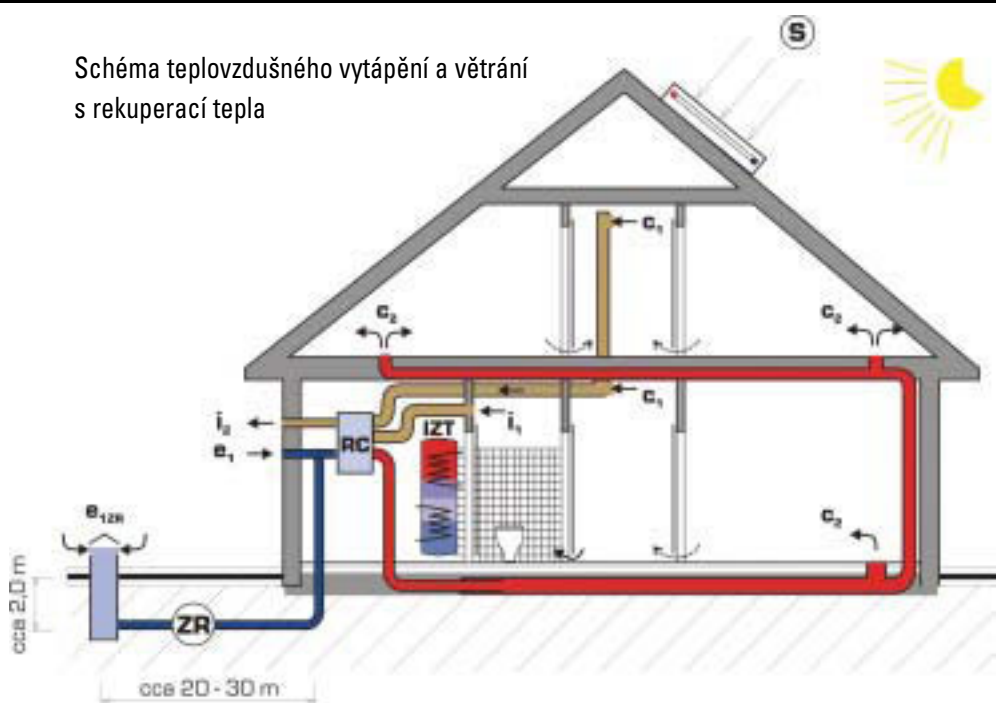 S
Schéma teplovzdušného vytápění a větrání
s rekuperací tepla
c₁
c₂
c₂
c₁
i₂
i₁
IZT
RC
e₁
e₁ZR
c₂
cca 2,0 m
ZR
cca 20 - 30 m